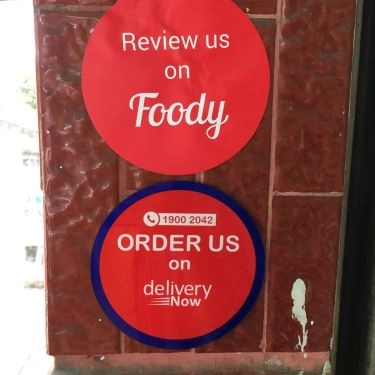 Review us
on
Foody
1900 2042
ORDER US
on
delivery
Now